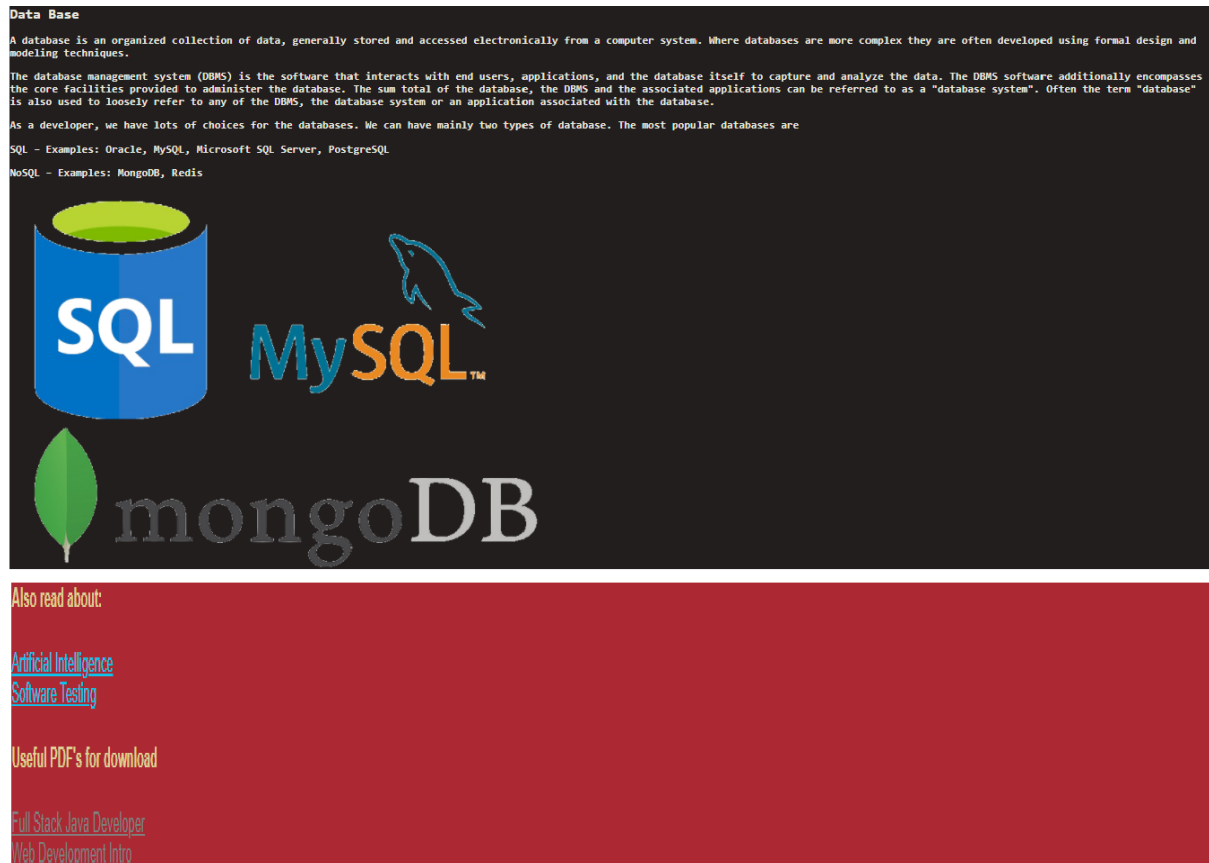 Data Base
A database is an organized collection of data, generally stored and accessed electronically from a computer system. Where databases are more complex they are often developed using formal design and
modeling techniques.
The database management system (DBMS) is the software that interacts with end users, applications, and the database itself to capture and analyze the data. The DBMS software additionally encompasses
the core facilities provided to administer the database. The sum total of the database, the DBMS and the associated applications can be referred to as a "database system". Often the term "database"
is also used to loosely refer to any of the DBMS, the database system or an application associated with the database.
As a developer, we have lots of choices for the databases. We can have mainly two types of database. The most popular databases are
SQL – Examples: Oracle, MySQL, Microsoft SQL Server, PostgreSQL
NoSQL – Examples: MongoDB, Redis
SQL
MySQL™
mongoDB
Also read about:
Artificial Intelligence
Software Testing
Useful PDF's for download
Full Stack Java Developer
Web Development Intro